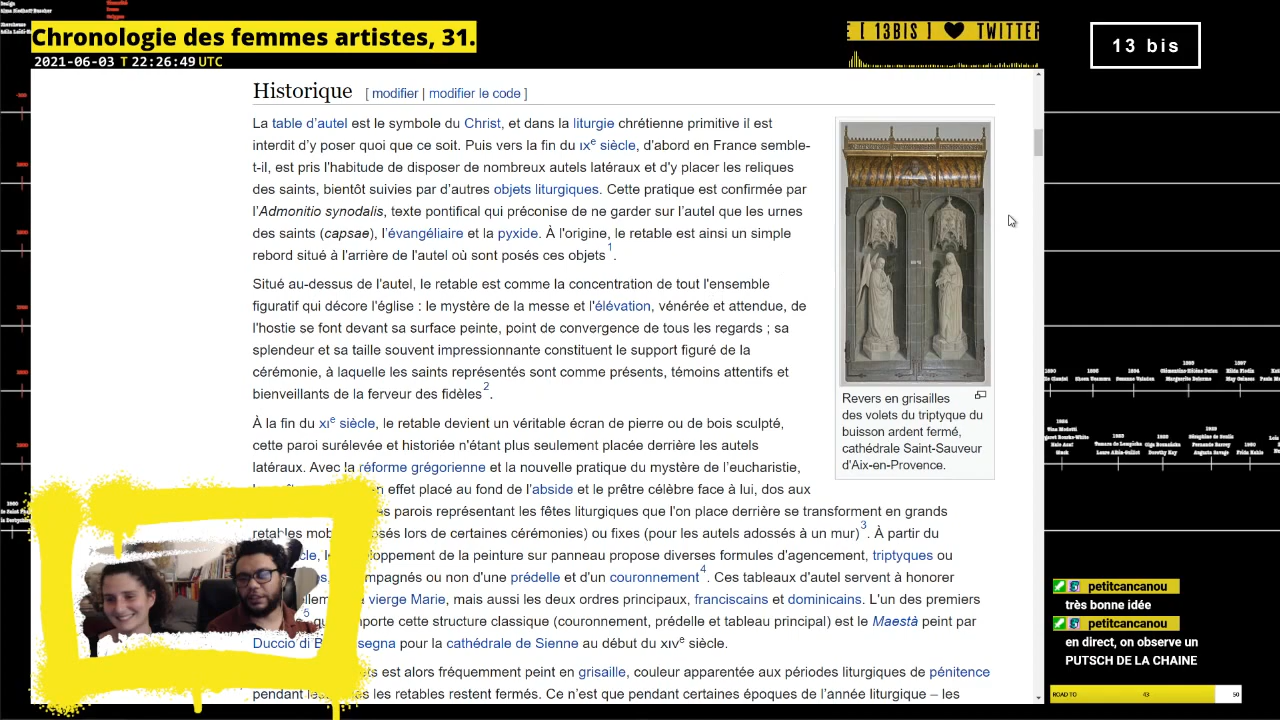 Chronologie des femmes artistes, 31.
2021-06-03 T 22:26:49 UTC
[ 13BIS ] TWITTER
13 bis
Historique [ modifier | modifier le code ]
La table d'autel est le symbole du Christ, et dans la liturgie chrétienne primitive il est
interdit d'y poser quoi que ce soit. Puis vers la fin du IXe siècle, d'abord en France semble-
t-il, est pris l'habitude de disposer de nombreux autels latéraux et d'y placer les reliques
des saints, bientôt suivies par d'autres objets liturgiques. Cette pratique est confirmée par
l'Admonitio synodalis, texte pontifical qui préconise de ne garder sur l'autel que les urnes
des saints (capsae), l'évangéliaire et la pyxide. À l'origine, le retable est ainsi un simple
rebord situé à l'arrière de l'autel où sont posés ces objets 1.
Situé au-dessus de l'autel, le retable est comme la concentration de tout l'ensemble
figuratif qui décore l'église : le mystère de la messe et l'élévation, vénérée et attendue, de
l'hostie se font devant sa surface peinte, point de convergence de tous les regards ; sa
splendeur et sa taille souvent impressionnante constituent le support figuré de la
cérémonie, à laquelle les saints représentés sont comme présents, témoins attentifs et
bienveillants de la ferveur des fidèles 2.
À la fin du XIe siècle, le retable devient un véritable écran de pierre ou de bois sculpté,
cette paroi surélevée et historiée n'étant plus seulement placée derrière les autels
latéraux. Avec la réforme grégorienne et la nouvelle pratique du mystère de l'eucharistie,
en effet placé au fond de l'abside et le prêtre célèbre face à lui, dos aux
parois représentant les fêtes liturgiques que l'on place derrière se transforment en grands
retables lors de certaines cérémonies) ou fixes (pour les autels adossés à un mur) 3. À partir du
de la peinture sur panneau propose diverses formules d'agencement, triptyques ou
ou non d'une prédelle et d'un couronnement 4. Ces tableaux d'autel servent à honorer
vierge Marie, mais aussi les deux ordres principaux, franciscains et dominicains. L'un des premiers
5 cette structure classique (couronnement, prédelle et tableau principal) est le Maestà peint par
Duccio di pour la cathédrale de Sienne au début du XIVe siècle.
est alors fréquemment peint en grisaille, couleur apparentée aux périodes liturgiques de pénitence
pendant les retables restent fermés. Ce n'est que pendant certaines époques de l'année liturgique – les
Revers en grisailles
des volets du triptyque du
buisson ardent fermé,
cathédrale Saint-Sauveur
d'Aix-en-Provence.
petitcancanou
très bonne idée
petitcancanou
en direct, on observe un
PUTSCH DE LA CHAINE
ROAD TO 43 50